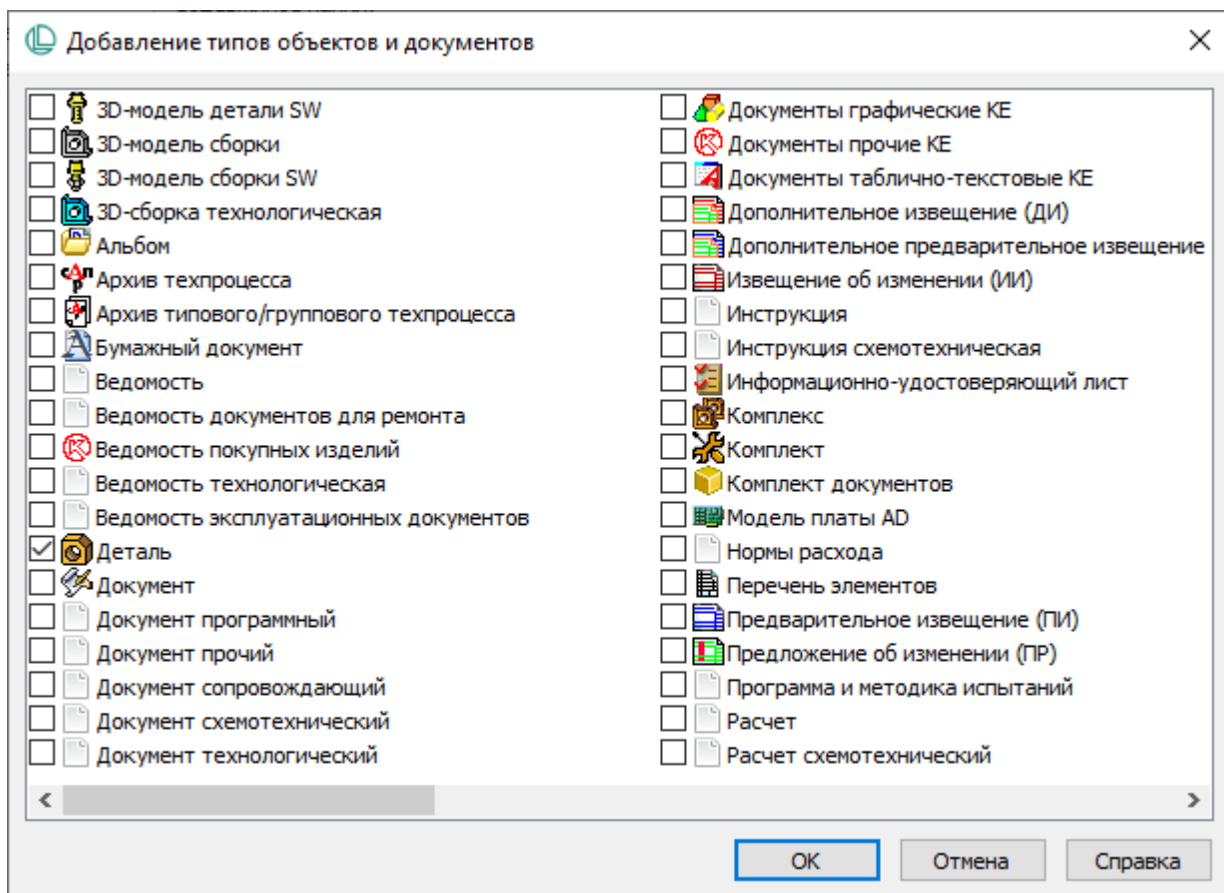 Добавление типов объектов и документов
3D-модель детали SW
3D-модель сборки
3D-модель сборки SW
3D-сборка технологическая
Альбом
Архив техпроцесса
Архив типового/группового техпроцесса
Бумажный документ
Ведомость
Ведомость документов для ремонта
Ведомость покупных изделий
Ведомость технологическая
Ведомость эксплуатационных документов
Деталь
Документ
Документ программный
Документ прочий
Документ сопровождающий
Документ схемотехнический
Документ технологический
Документы графические KE
Документы прочие KE
Документы таблично-текстовые KE
Дополнительное извещение (ДИ)
Дополнительное предварительное извещение
Извещение об изменении (ИИ)
Инструкция
Инструкция схемотехническая
Информационно-удостоверяющий лист
Комплекс
Комплект
Комплект документов
Модель платы AD
Нормы расхода
Перечень элементов
Предварительное извещение (ПИ)
Предложение об изменении (ПР)
Программа и методика испытаний
Расчет
Расчет схемотехнический
OK
Отмена
Справка